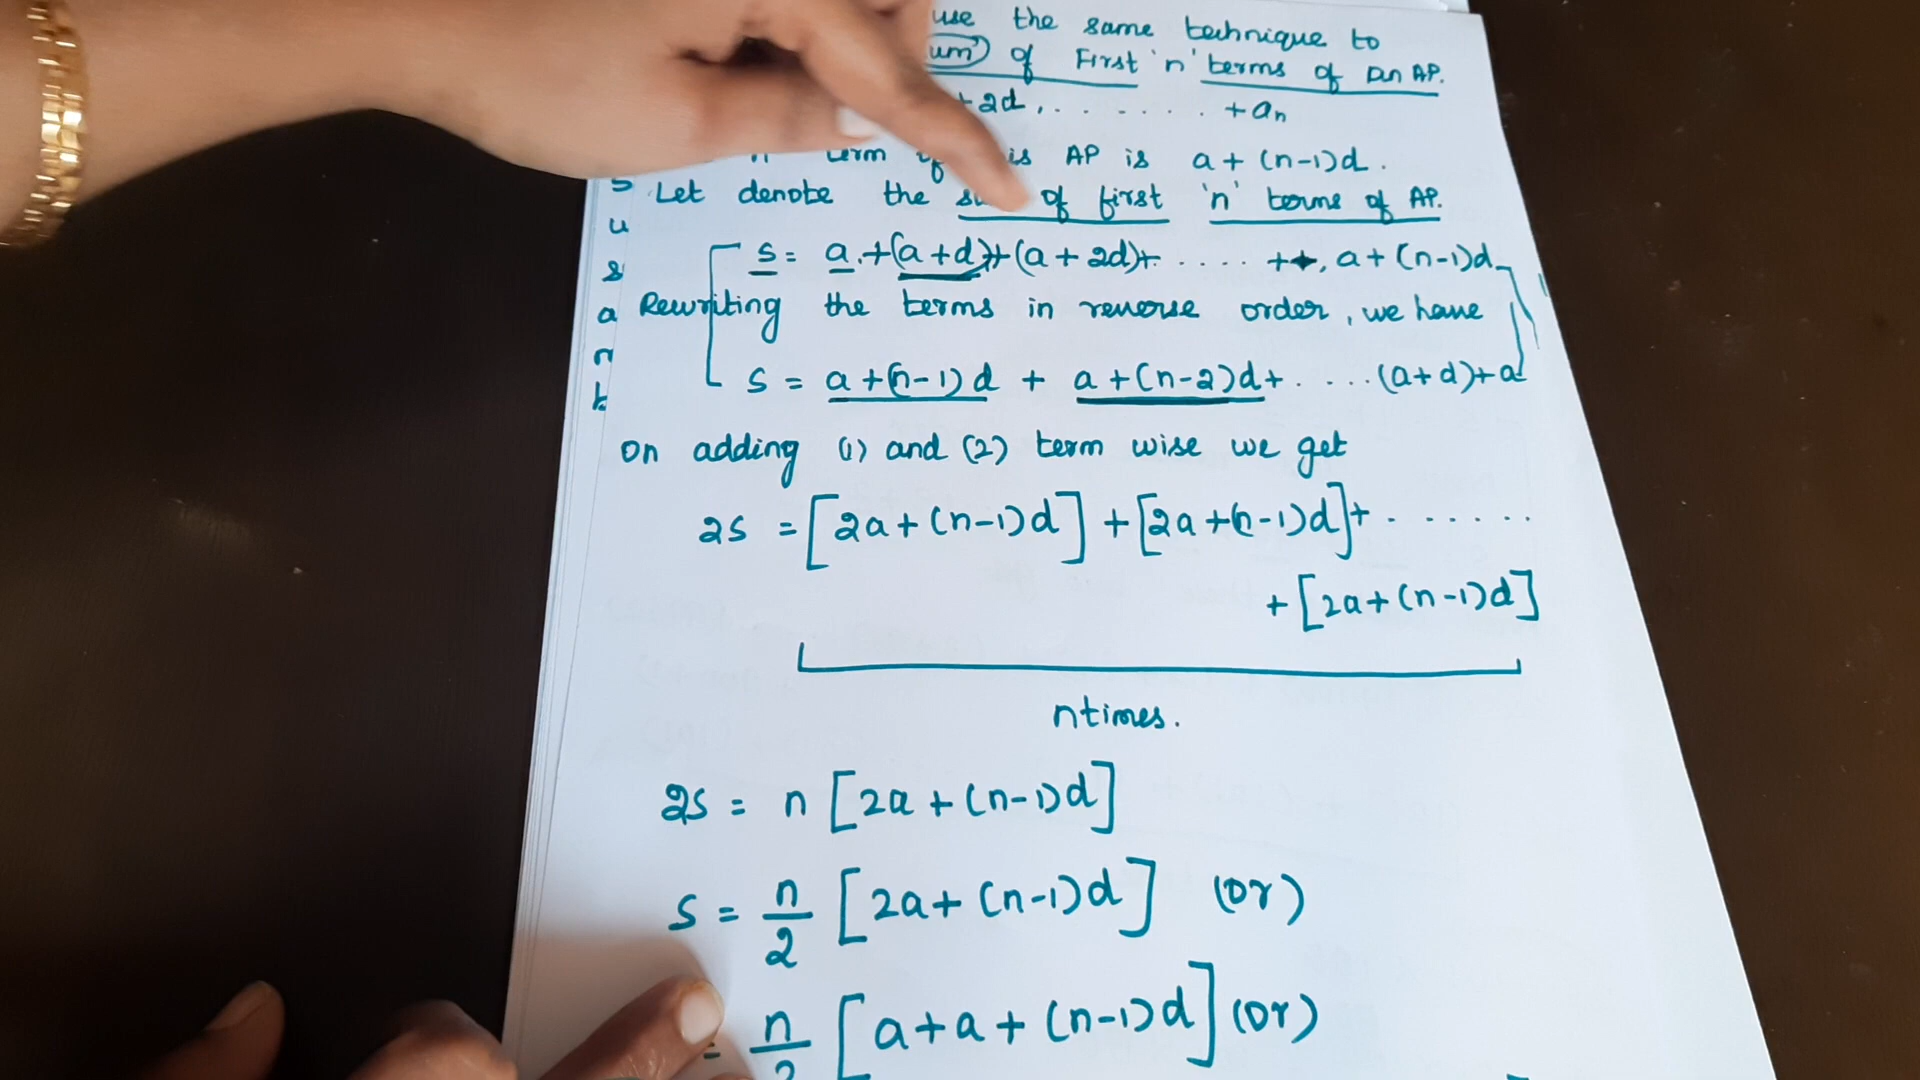 use the same technique to
um) of First 'n' terms of an AP.
+2d, . . . . . . . +an
term is AP is a + (n-1)d.
Let denote the of first 'n' terms of AP.
S = a + (a+d) + (a + 2d) + . . . . + +, a + (n-1)d
Rewriting the terms in reverse order, we have
S = a + (n-1)d + a + (n-2)d + . . . . (a+d) + a
On adding (1) and (2) term wise we get
2S = [2a + (n-1)d] + [2a + (n-1)d] + . . . . . .
+ [2a + (n-1)d]
n times.
2S = n [2a + (n-1)d]
S = n/2 [2a + (n-1)d] (or)
= n/2 [a + a + (n-1)d] (or)